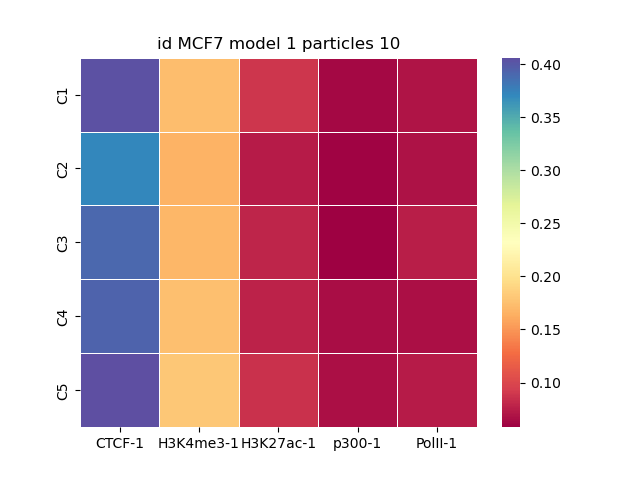 id MCF7 model 1 particles 10
C1
C2
C3
C4
C5
CTCF-1 H3K4me3-1 H3K27ac-1 p300-1 PolII-1
0.40
0.35
0.30
0.25
0.20
0.15
0.10